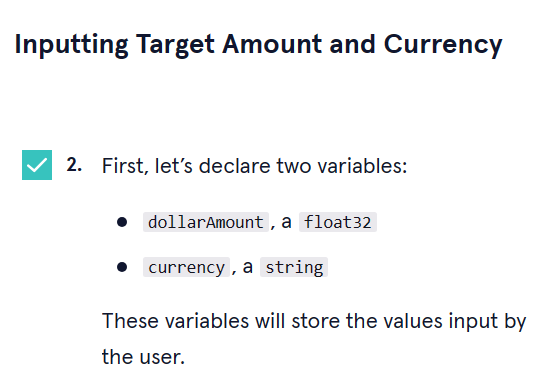 Inputting Target Amount and Currency
2. First, let’s declare two variables:
● dollarAmount, a float32
● currency, a string
These variables will store the values input by
the user.